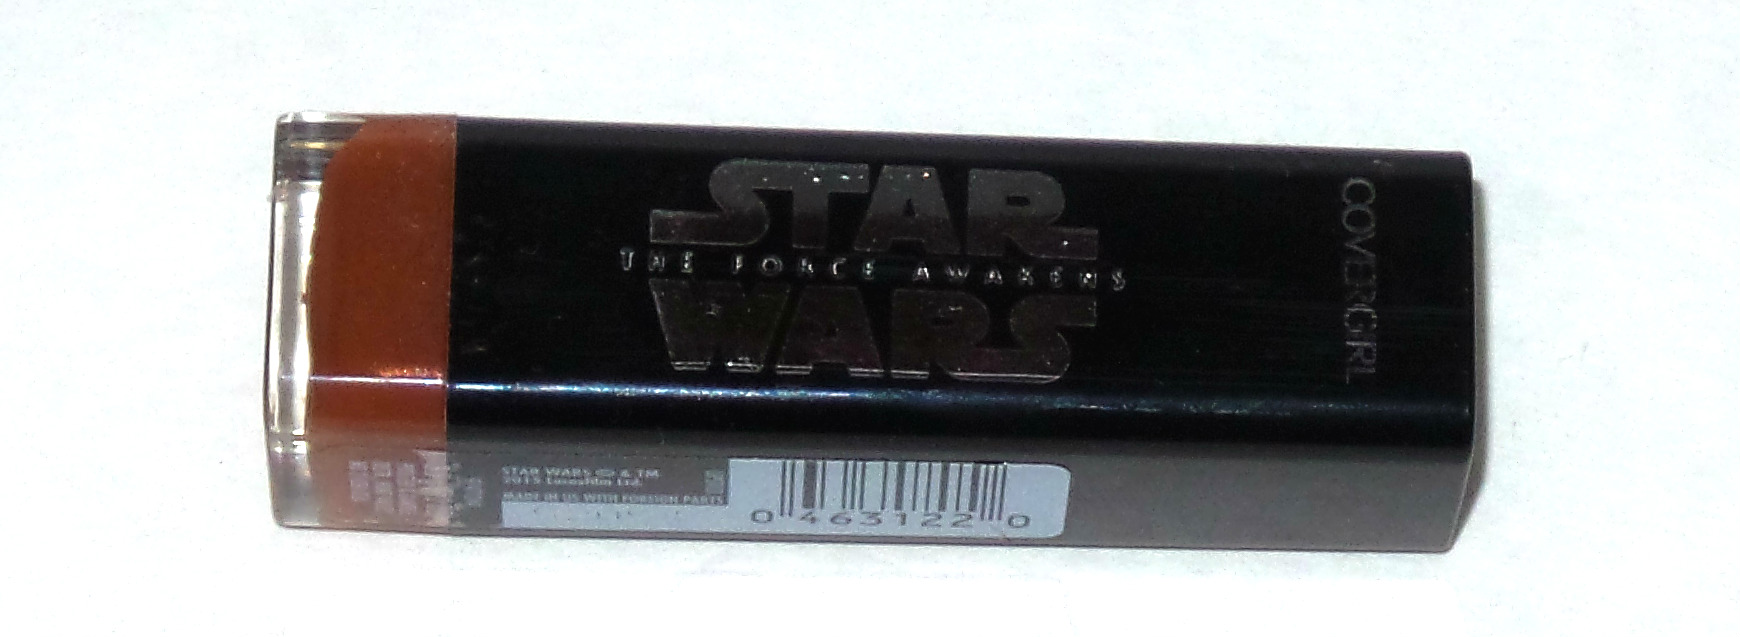 STAR
THE FORCE AWAKENS
WARS
COVERGIRL
STAR WARS © & TM
2015 Lucasfilm Ltd.
MADE IN US WITH FOREIGN PARTS
0 463122 0